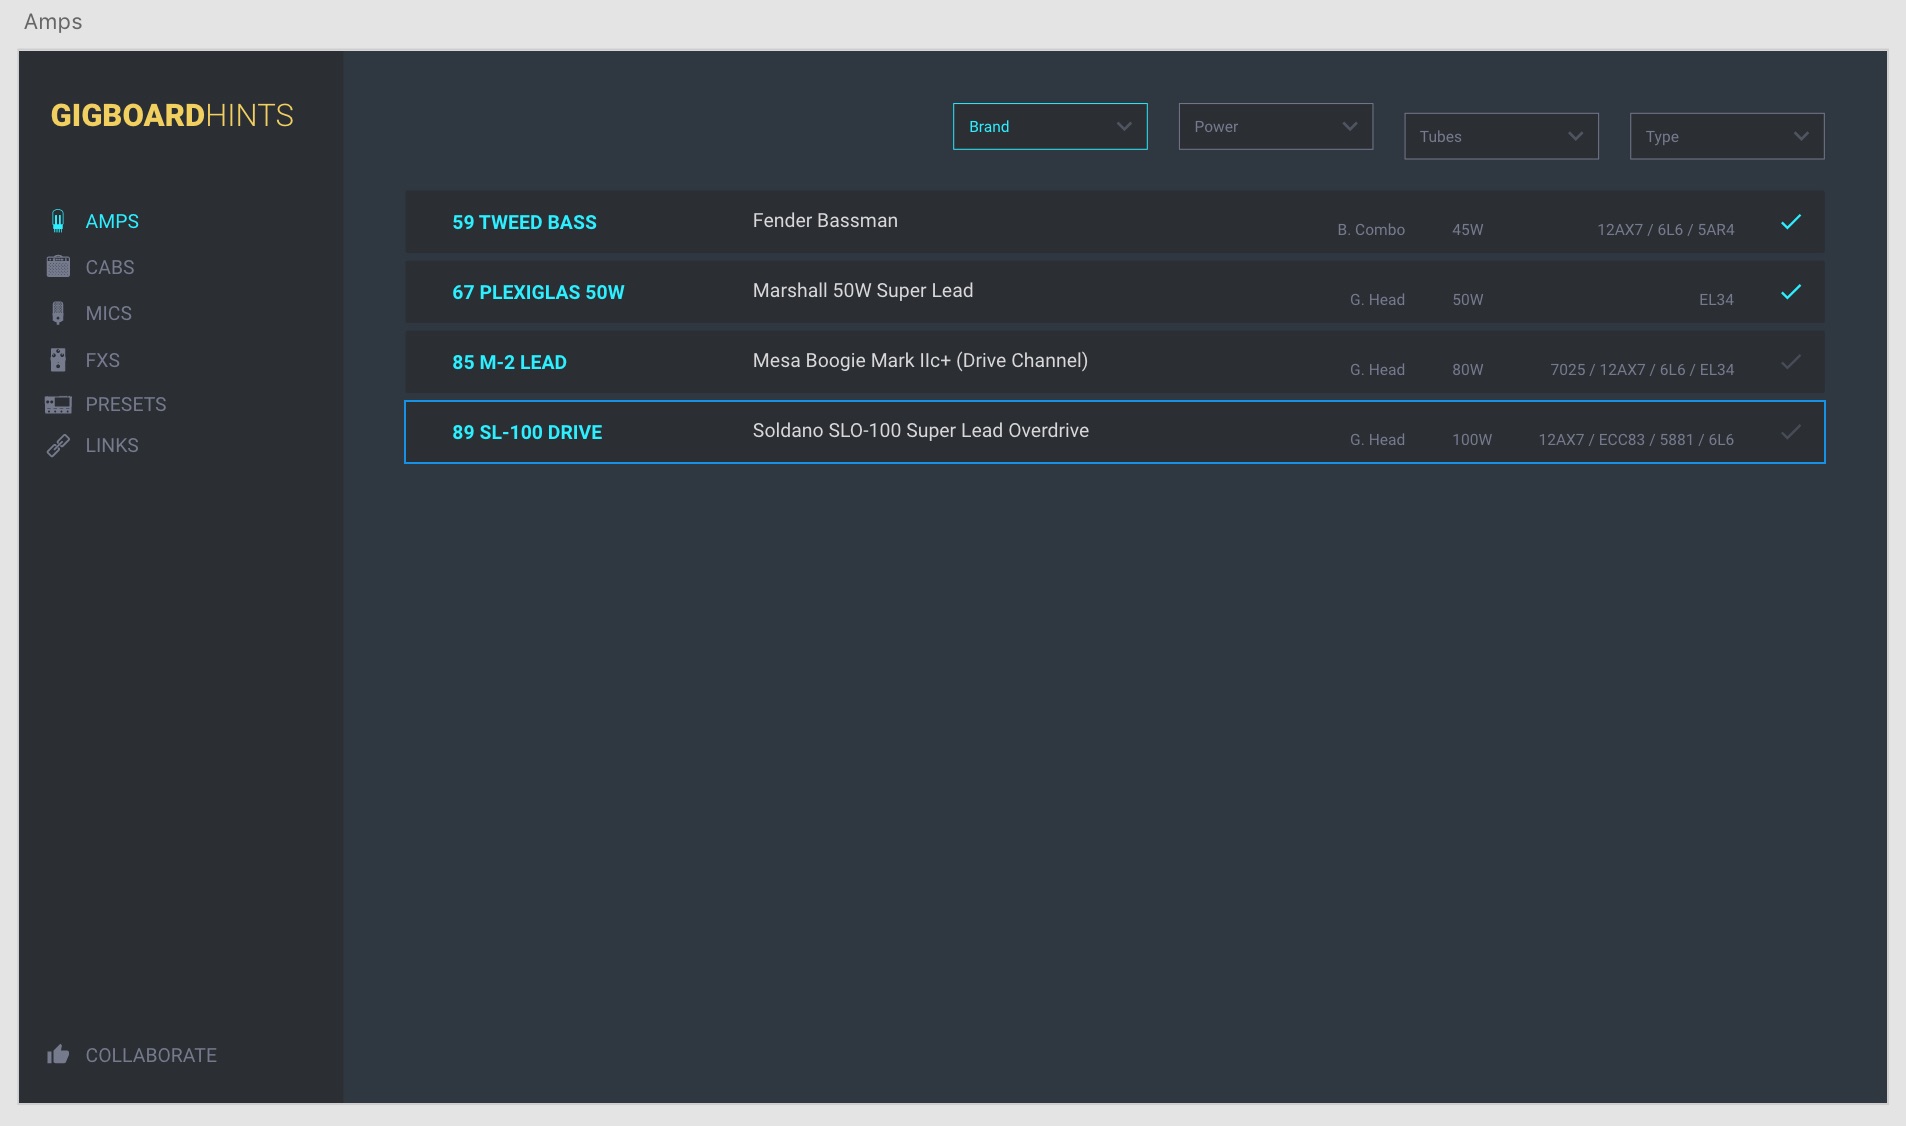 Amps
GIGBOARDHINTS
AMPS
CABS
MICS
FXS
PRESETS
LINKS
COLLABORATE
Brand Power Tubes Type
59 TWEED BASS Fender Bassman B. Combo 45W 12AX7 / 6L6 / 5AR4
67 PLEXIGLAS 50W Marshall 50W Super Lead G. Head 50W EL34
85 M-2 LEAD Mesa Boogie Mark IIc+ (Drive Channel) G. Head 80W 7025 / 12AX7 / 6L6 / EL34
89 SL-100 DRIVE Soldano SLO-100 Super Lead Overdrive G. Head 100W 12AX7 / ECC83 / 5881 / 6L6